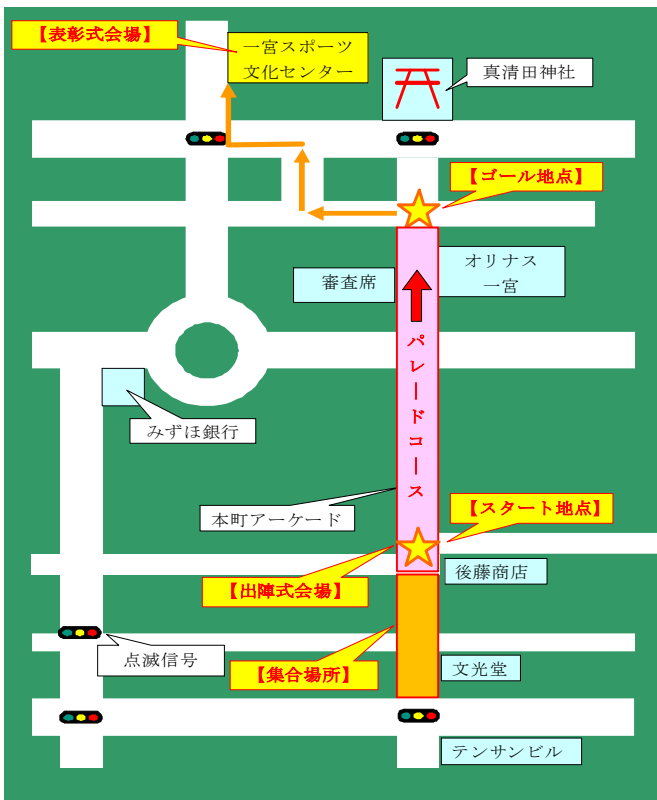 【表彰式会場】
一宮スポーツ
文化センター
真清田神社
【ゴール地点】
オリナス
一宮
審査席
パレードコース
みずほ銀行
本町アーケード
【スタート地点】
【出陣式会場】
後藤商店
点滅信号
【集合場所】
文光堂
テンサンビル